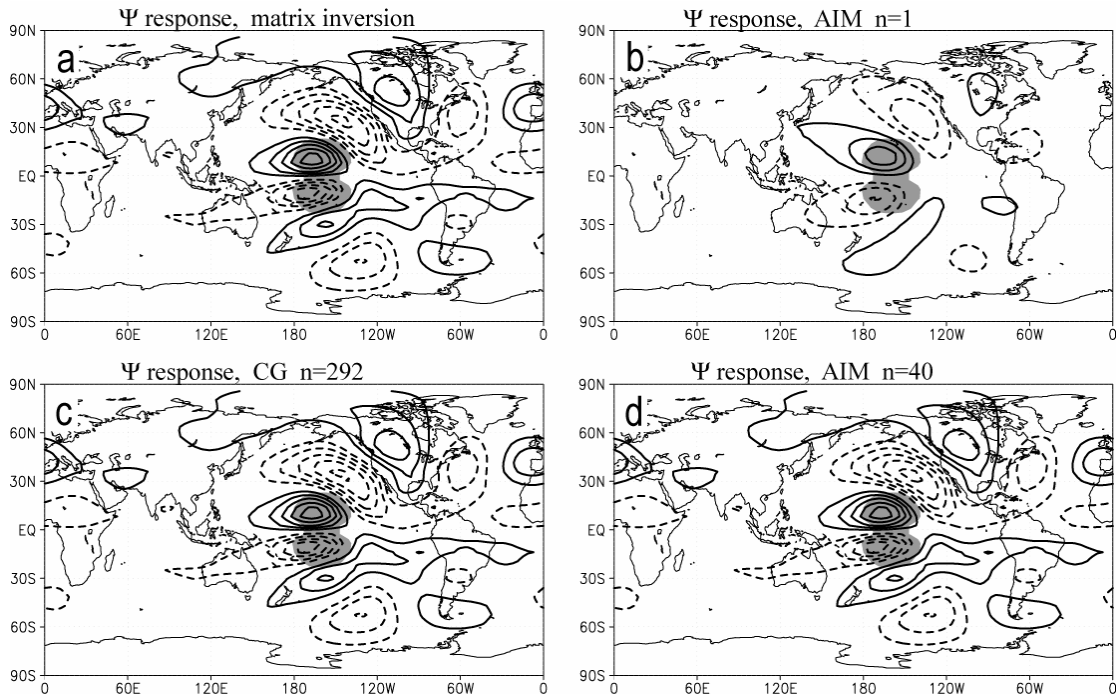 Ψ response, matrix inversion
a
90N
60N
30N
EQ
30S
60S
90S
0 60E 120E 180 120W 60W 0
Ψ response, AIM n=1
b
90N
60N
30N
EQ
30S
60S
90S
0 60E 120E 180 120W 60W 0
Ψ response, CG n=292
c
90N
60N
30N
EQ
30S
60S
90S
0 60E 120E 180 120W 60W 0
Ψ response, AIM n=40
d
90N
60N
30N
EQ
30S
60S
90S
0 60E 120E 180 120W 60W 0